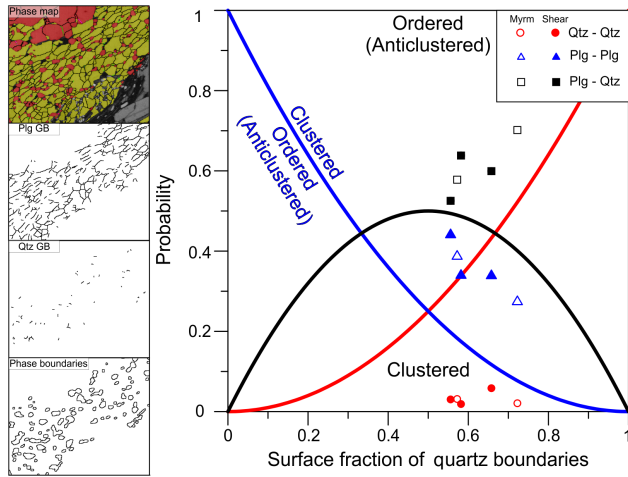 Phase map
Plg GB
Qtz GB
Phase boundaries
Probability
1
0.8
0.6
0.4
0.2
0
0
0.2
0.4
0.6
0.8
1
Surface fraction of quartz boundaries
Ordered
(Anticlustered)
Clustered
Ordered
(Anticlustered)
Clustered
Myrm Shear
Qtz - Qtz
Plg - Plg
Plg - Qtz